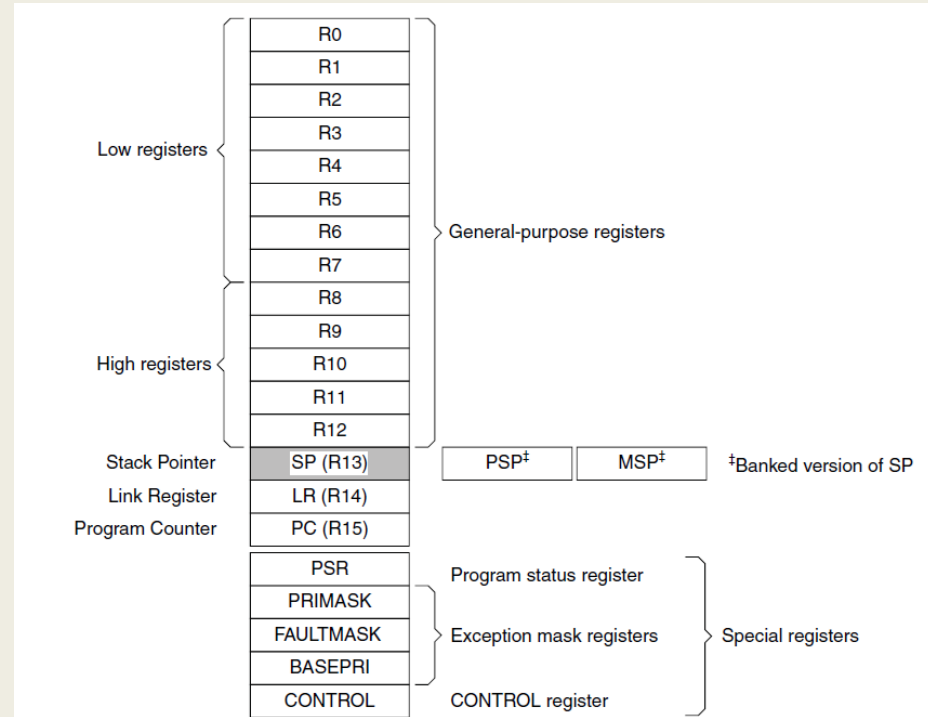 R0
R1
R2
Low registers
R3
R4
R5
R6
General-purpose registers
R7
R8
R9
High registers
R10
R11
R12
Stack Pointer SP (R13) PSP‡ MSP‡ ‡Banked version of SP
Link Register LR (R14)
Program Counter PC (R15)
PSR Program status register
PRIMASK
FAULTMASK Exception mask registers Special registers
BASEPRI
CONTROL CONTROL register